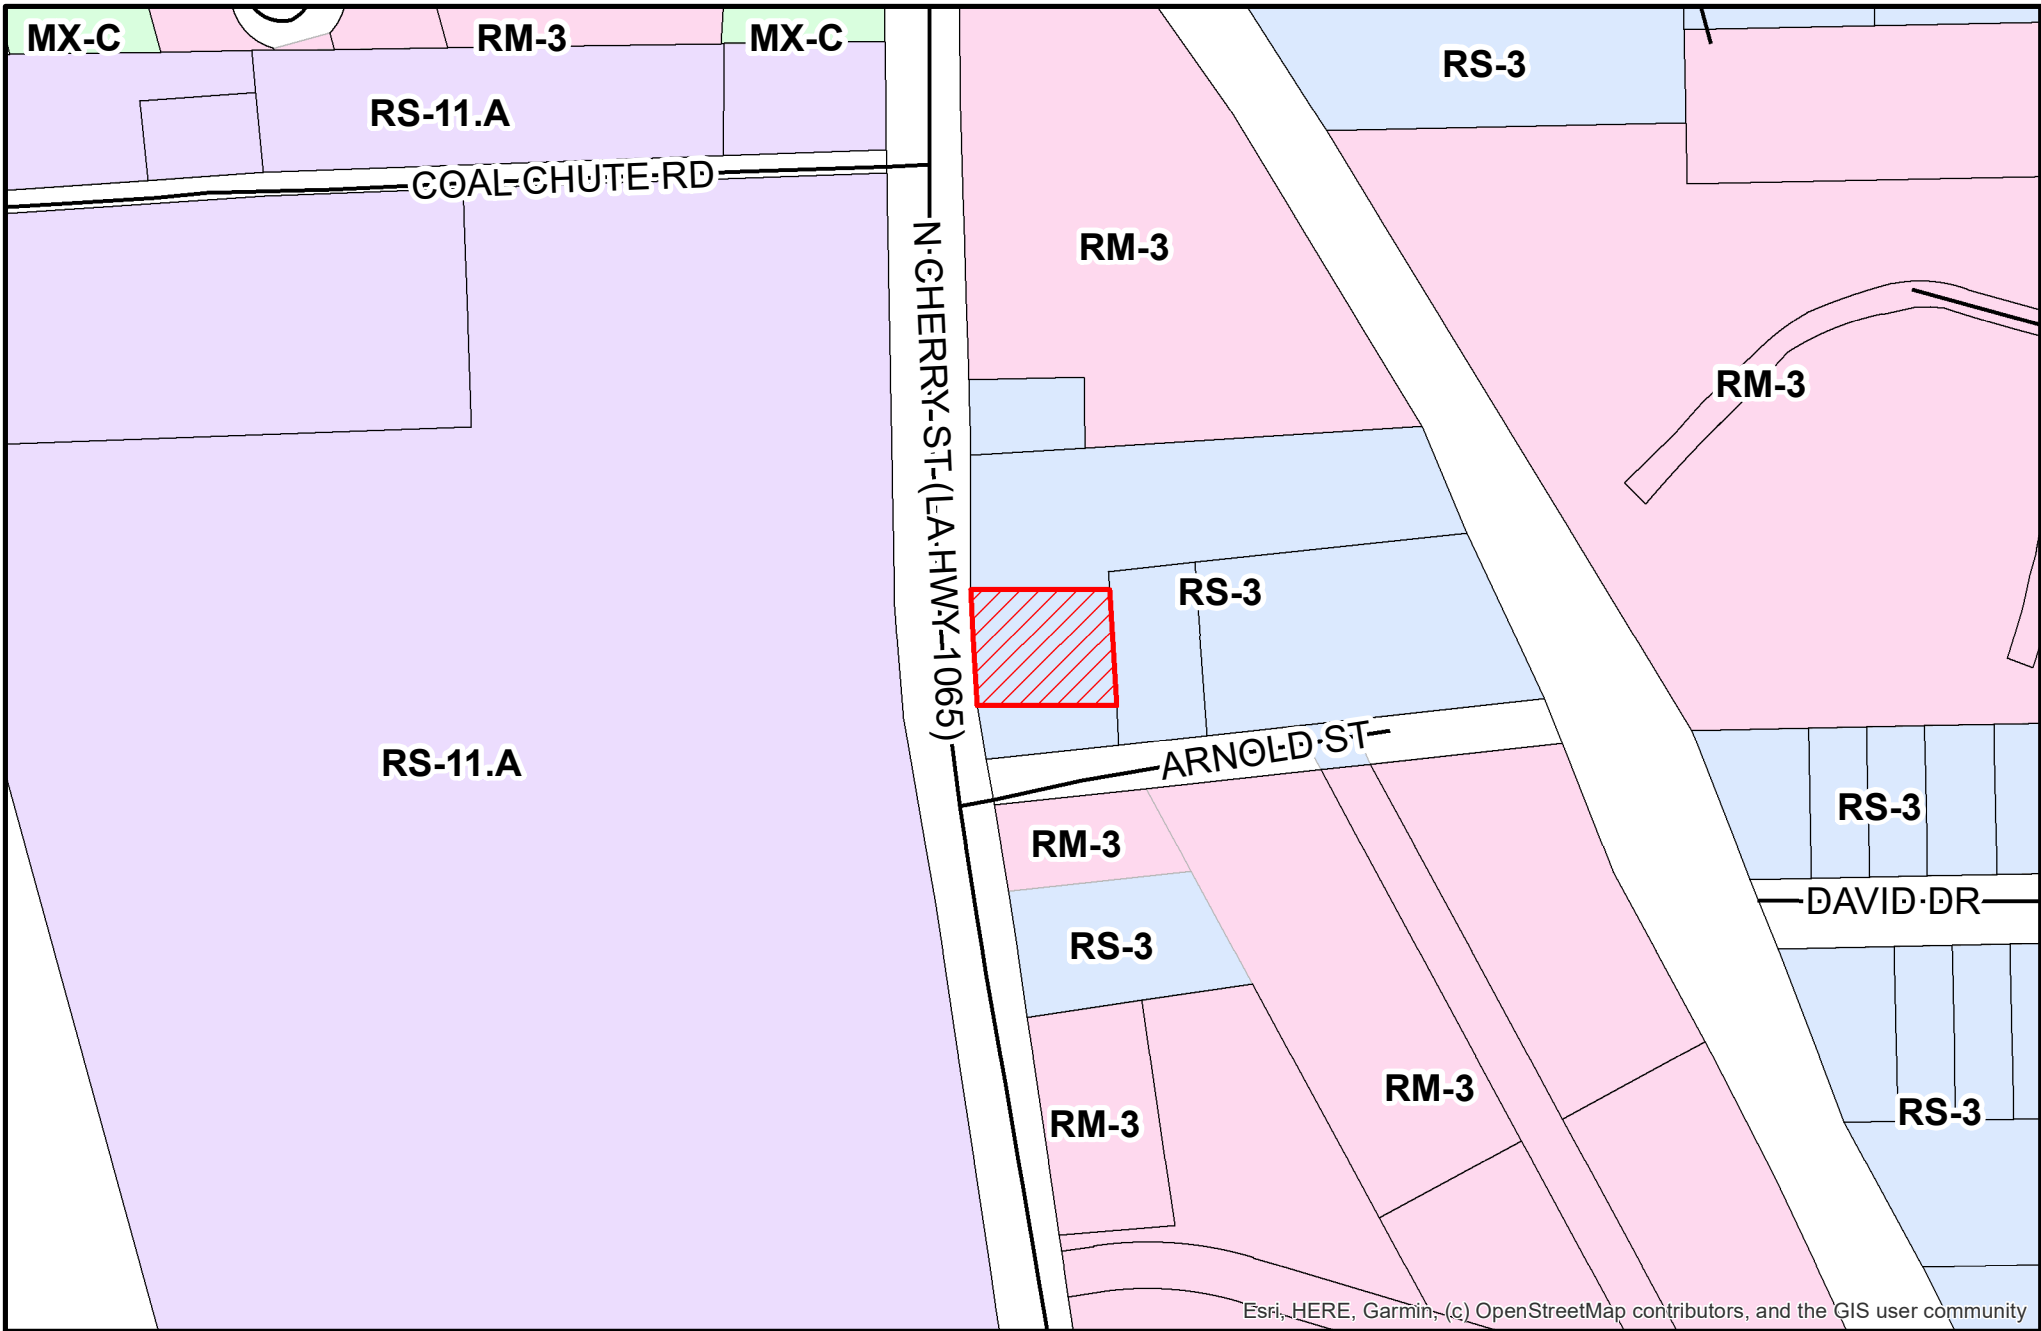 MX-C
RM-3
MX-C
RS-3
RS-11.A
COAL CHUTE RD
N CHERRY ST (LA HWY 1065)
RM-3
RM-3
RS-3
ARNOLD ST
RS-11.A
RS-3
RM-3
DAVID DR
RS-3
RM-3
RS-3
RM-3
Esri, HERE, Garmin, (c) OpenStreetMap contributors, and the GIS user community